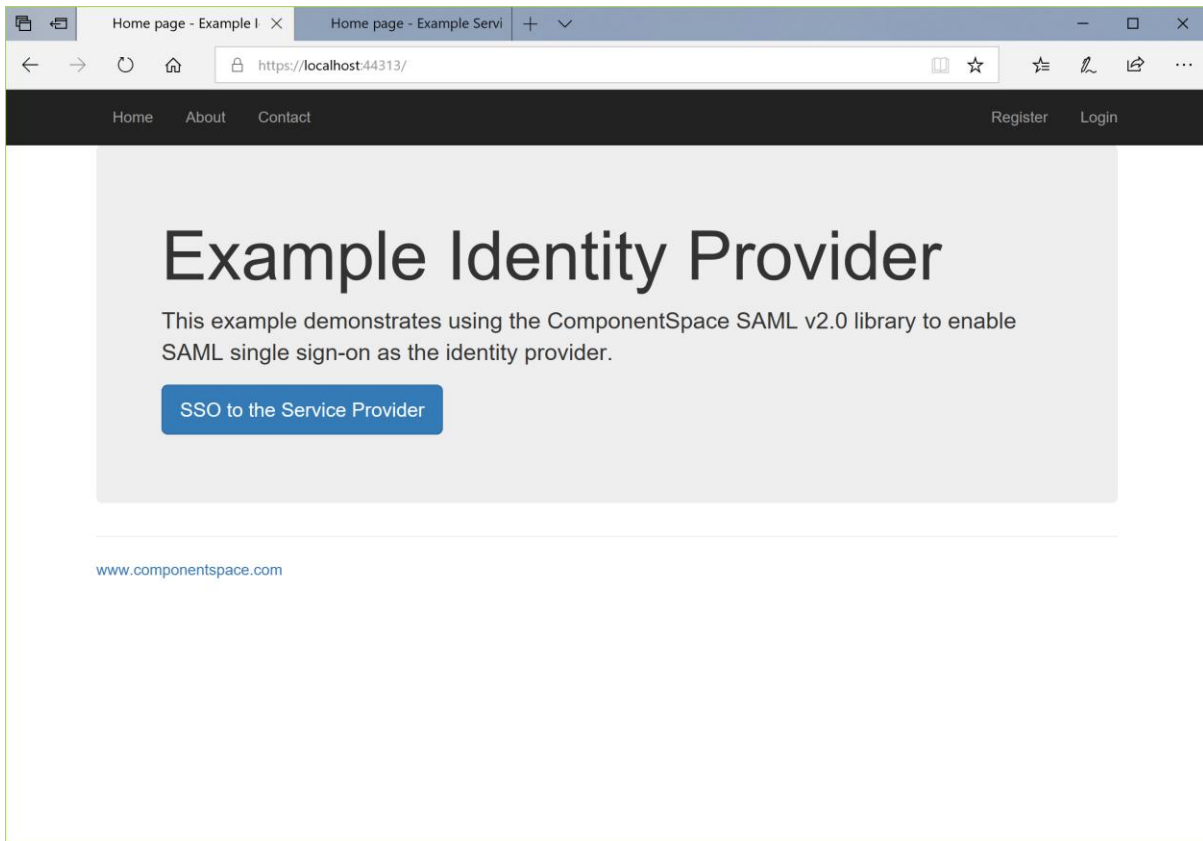 Home page - Example I
Home page - Example Servi
https://localhost:44313/
Home About Contact Register Login
Example Identity Provider
This example demonstrates using the ComponentSpace SAML v2.0 library to enable
SAML single sign-on as the identity provider.
SSO to the Service Provider
www.componentspace.com